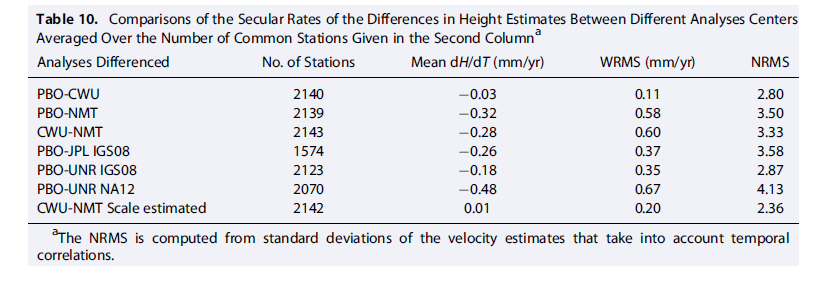 Table 10. Comparisons of the Secular Rates of the Differences in Height Estimates Between Different Analyses Centers
Averaged Over the Number of Common Stations Given in the Second Columnᵃ
Analyses Differenced No. of Stations Mean dH/dT (mm/yr) WRMS (mm/yr) NRMS
PBO-CWU 2140 −0.03 0.11 2.80
PBO-NMT 2139 −0.32 0.58 3.50
CWU-NMT 2143 −0.28 0.60 3.33
PBO-JPL IGS08 1574 −0.26 0.37 3.58
PBO-UNR IGS08 2123 −0.18 0.35 2.87
PBO-UNR NA12 2070 −0.48 0.67 4.13
CWU-NMT Scale estimated 2142 0.01 0.20 2.36
ᵃThe NRMS is computed from standard deviations of the velocity estimates that take into account temporal
correlations.